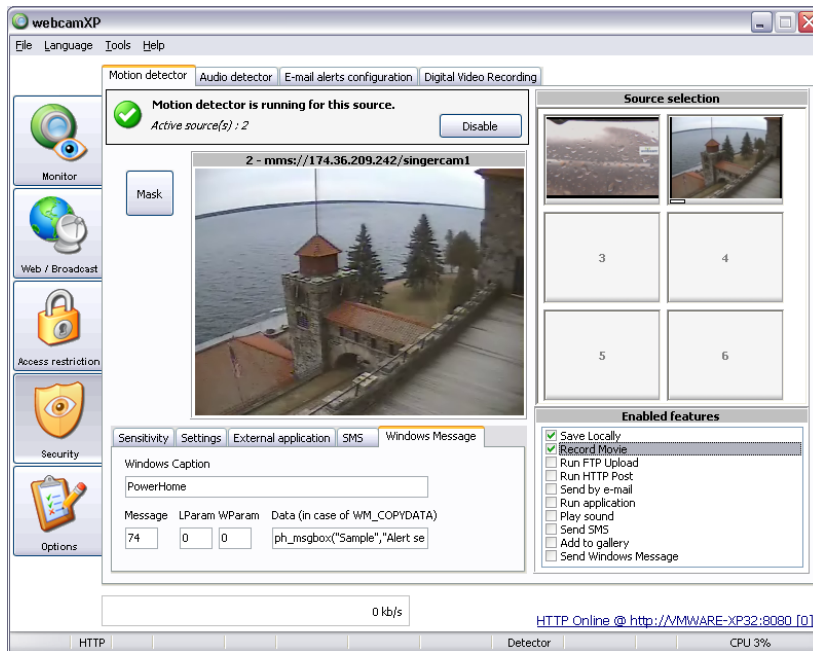 webcamXP
File Language Tools Help
Motion detector Audio detector E-mail alerts configuration Digital Video Recording
Motion detector is running for this source.
Active source(s) : 2
Disable
Source selection
Monitor
Mask
2 - mms://174.36.209.242/singercam1
Web / Broadcast
3 4
Access restriction
5 6
Security
Enabled features
Sensitivity Settings External application SMS Windows Message
Save Locally
Record Movie
Run FTP Upload
Run HTTP Post
Send by e-mail
Run application
Play sound
Send SMS
Add to gallery
Send Windows Message
Windows Caption
PowerHome
Message LParam WParam Data (in case of WM_COPYDATA)
74 0 0 ph_msgbox("Sample","Alert se
Options
0 kb/s
HTTP Online @ http://VMWARE-XP32:8080 [0]
HTTP Detector CPU 3%